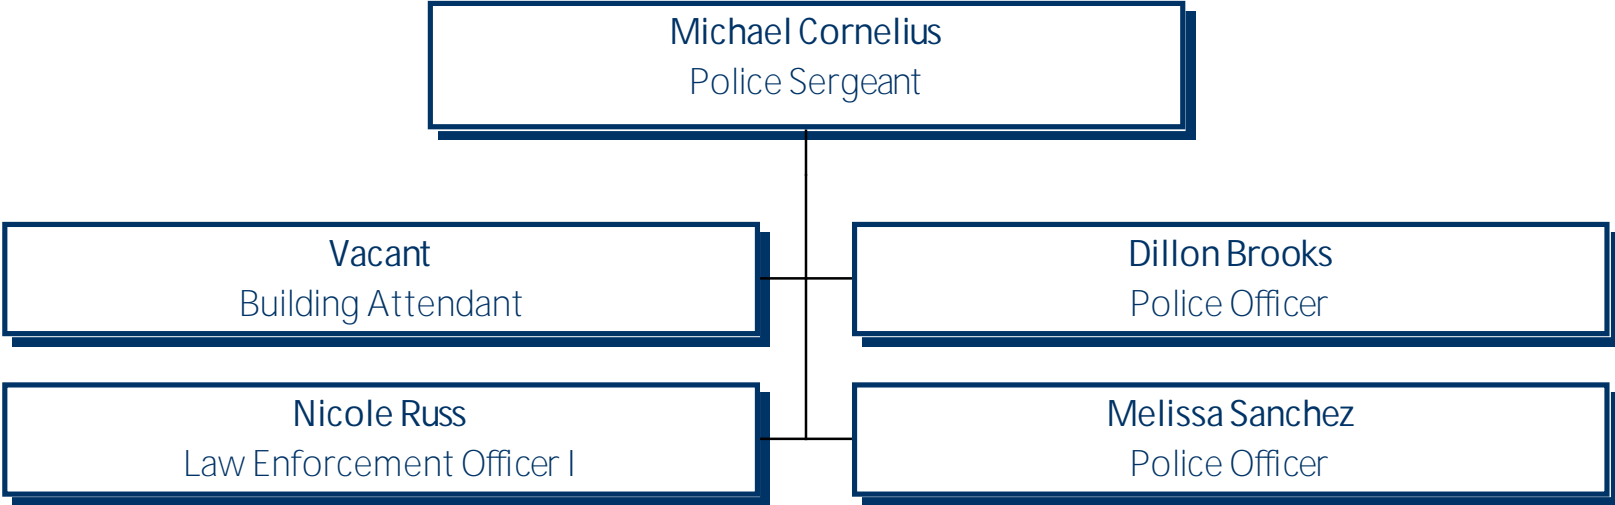 Michael Cornelius
Police Sergeant
Vacant
Building Attendant
Dillon Brooks
Police Officer
Nicole Russ
Law Enforcement Officer I
Melissa Sanchez
Police Officer